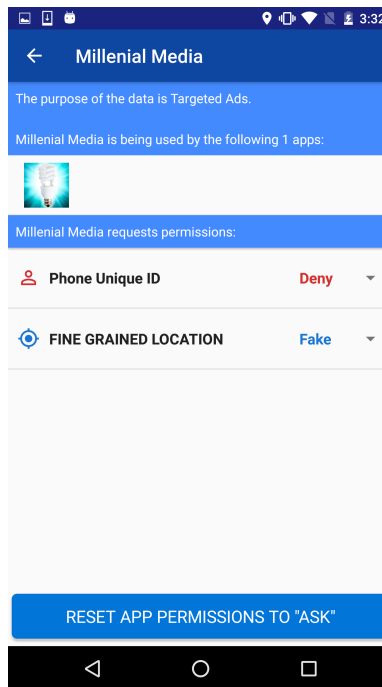 3:32
Millenial Media
The purpose of the data is Targeted Ads.
Millenial Media is being used by the following 1 apps:
Millenial Media requests permissions:
Phone Unique ID Deny
FINE GRAINED LOCATION Fake
RESET APP PERMISSIONS TO "ASK"